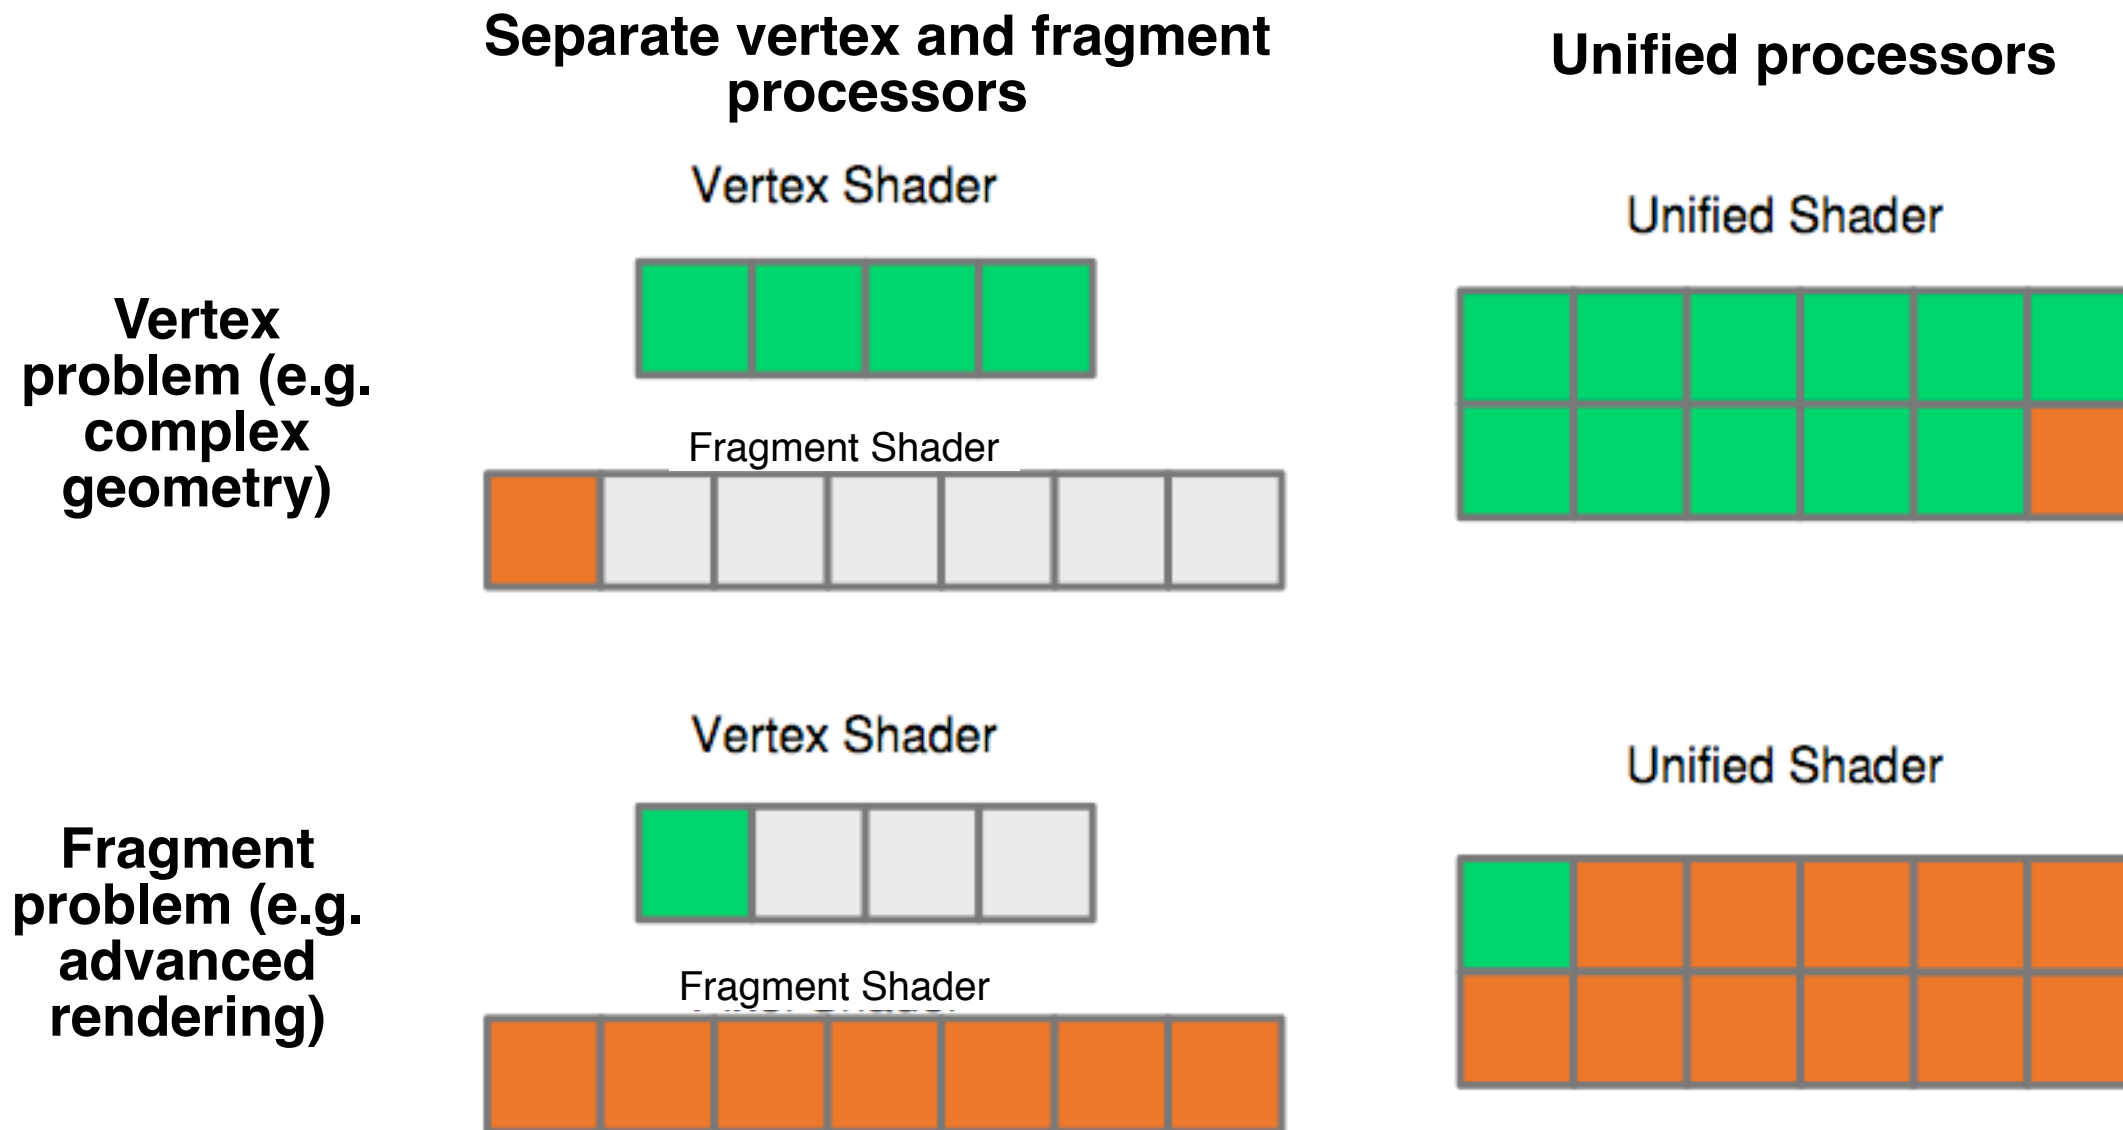 Separate vertex and fragment
processors
Unified processors
Vertex Shader
Unified Shader
Vertex
problem (e.g.
complex
geometry)
Fragment Shader
Vertex Shader
Unified Shader
Fragment
problem (e.g.
advanced
rendering)
Fragment Shader